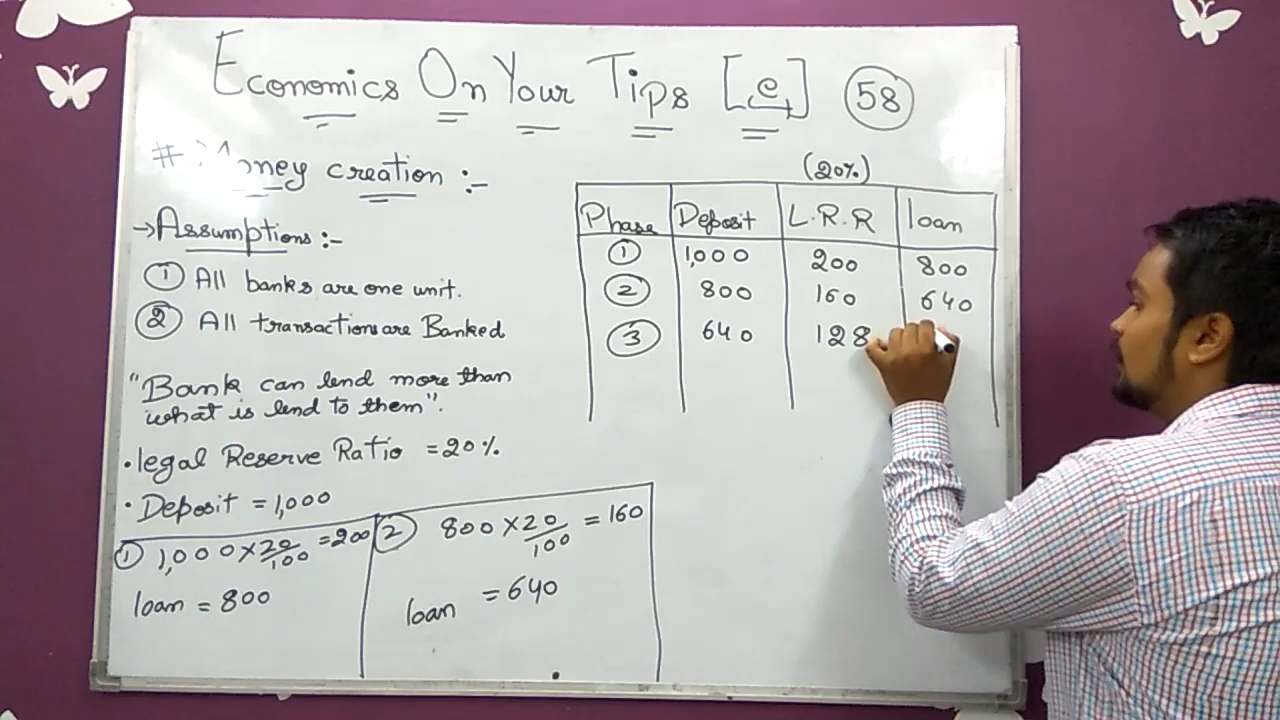 Economics On Your Tips [e] 58
# Money creation :-
→ Assumptions :-
① All banks are one unit.
② All transactions are Banked
"Bank can lend more than
what is lend to them".
• legal Reserve Ratio = 20%
• Deposit = 1,000
① 1,000 × 20/100 = 200
loan = 800
② 800 × 20/100 = 160
loan = 640
(20%)
Phase Deposit L.R.R loan
① 1,000 200 800
② 800 160 640
③ 640 128